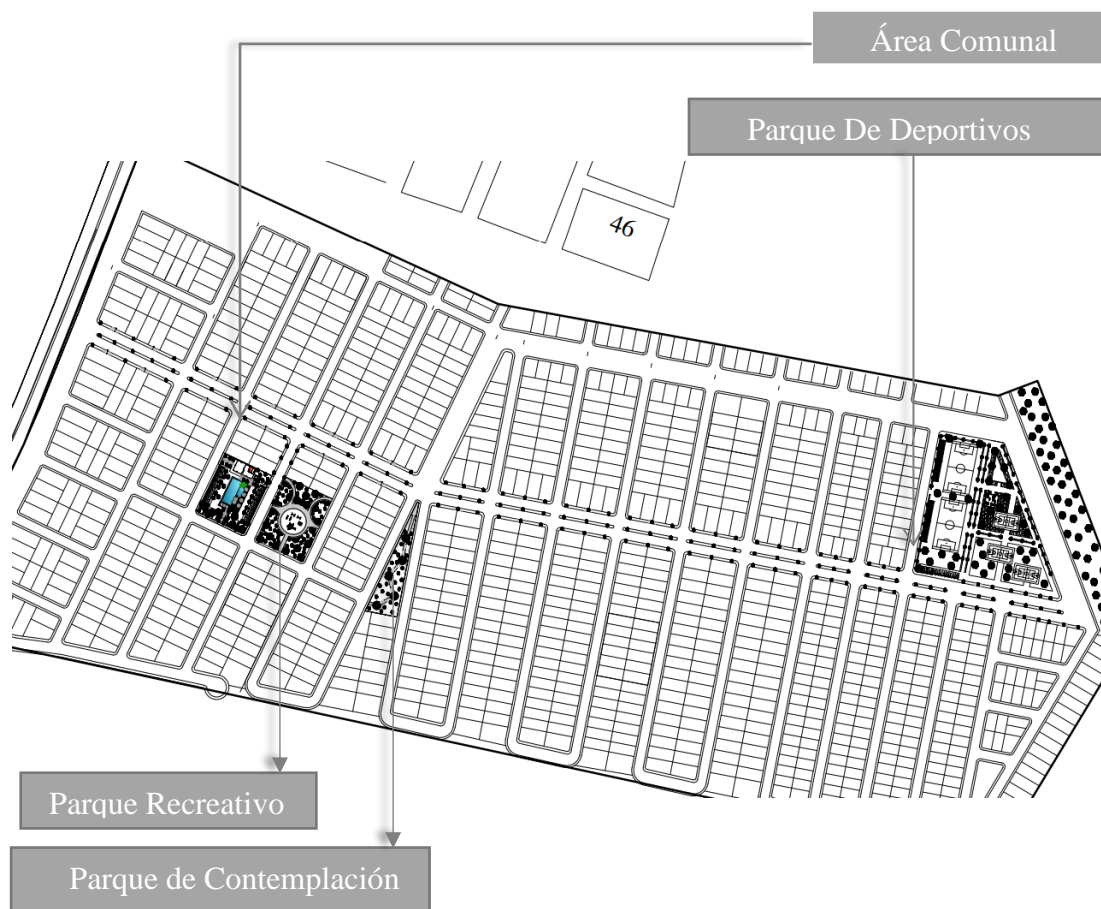 Área Comunal
Parque De Deportivos
46
Parque Recreativo
Parque de Contemplación